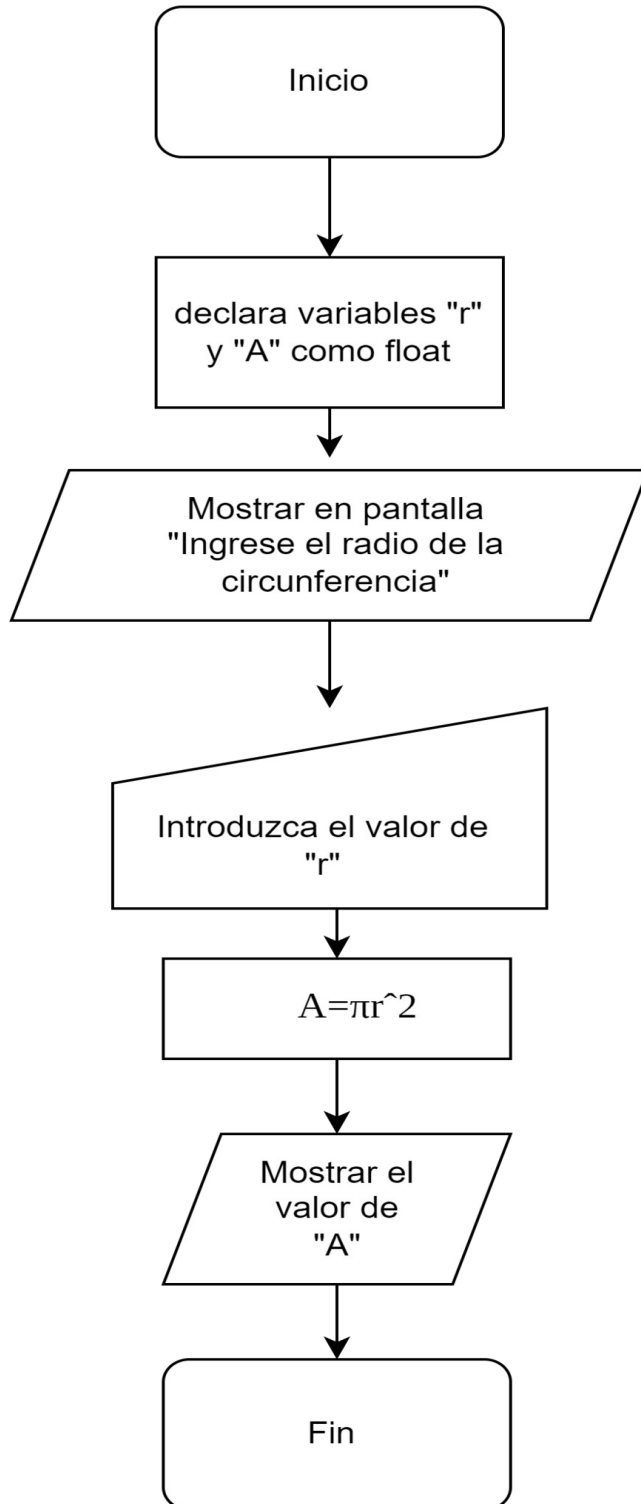 Inicio
declara variables "r"
y "A" como float
Mostrar en pantalla
"Ingrese el radio de la
circunferencia"
Introduzca el valor de
"r"
A=πr^2
Mostrar el
valor de
"A"
Fin